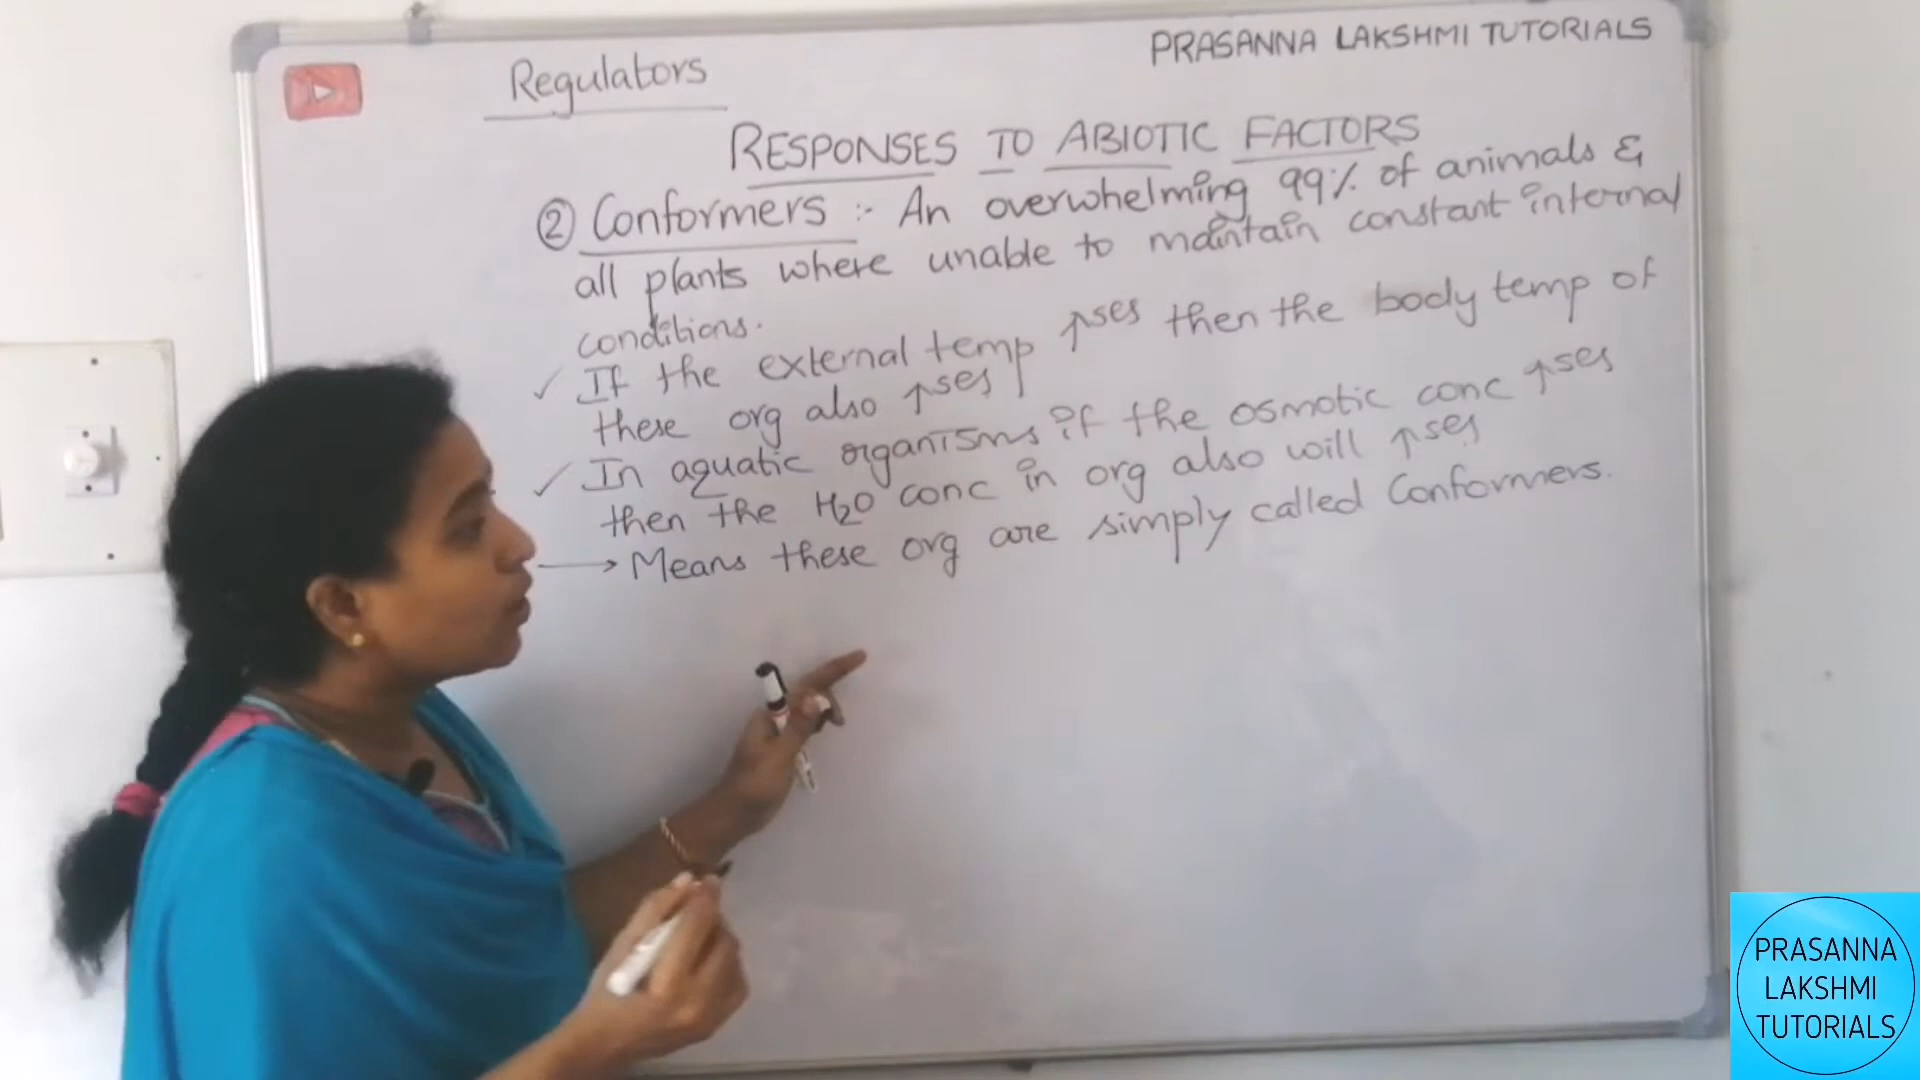 PRASANNA LAKSHMI TUTORIALS
Regulators
RESPONSES TO ABIOTIC FACTORS
② Conformers :- An overwhelming 99% of animals &
all plants where unable to maintain constant internal
conditions.
✓ If the external temp ↑ses then the body temp of
these org also ↑ses
✓ In aquatic organisms if the osmotic conc ↑ses
then the H2O conc in org also will ↑ses
→ Means these org are simply called Conformers.
PRASANNA
LAKSHMI
TUTORIALS